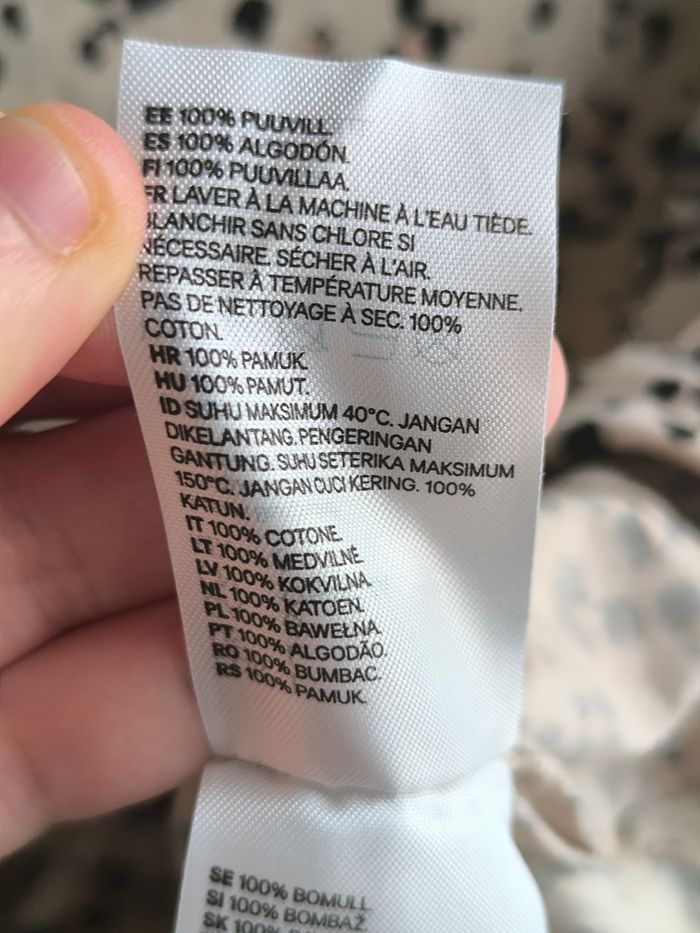 EE 100% PUUVILL.
ES 100% ALGODÓN.
FI 100% PUUVILLAA.
FR LAVER À LA MACHINE À L'EAU TIÈDE.
BLANCHIR SANS CHLORE SI
NÉCESSAIRE. SÉCHER À L'AIR.
REPASSER À TEMPÉRATURE MOYENNE.
PAS DE NETTOYAGE À SEC. 100%
COTON.
HR 100% PAMUK.
HU 100% PAMUT.
ID SUHU MAKSIMUM 40°C. JANGAN
DIKELANTANG. PENGERINGAN
GANTUNG. SUHU SETERIKA MAKSIMUM
150°C. JANGAN CUCI KERING. 100%
KATUN.
IT 100% COTONE.
LT 100% MEDVILNĖ.
LV 100% KOKVILNA.
NL 100% KATOEN.
PL 100% BAWEŁNA.
PT 100% ALGODÃO.
RO 100% BUMBAC.
RS 100% PAMUK.
SE 100% BOMULL.
SI 100% BOMBAŽ.
SK 100%